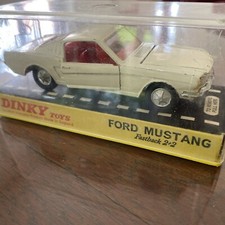 DINKY TOYS
FORD MUSTANG
Fastback 2+2